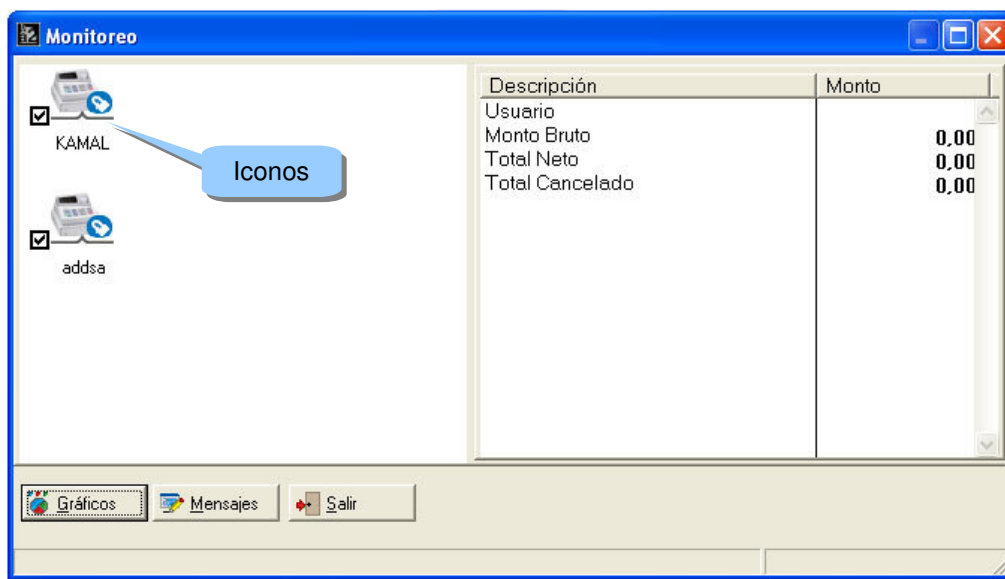 Monitoreo
KAMAL
Iconos
addsa
Descripción Monto
Usuario
Monto Bruto 0,00
Total Neto 0,00
Total Cancelado 0,00
Gráficos Mensajes Salir